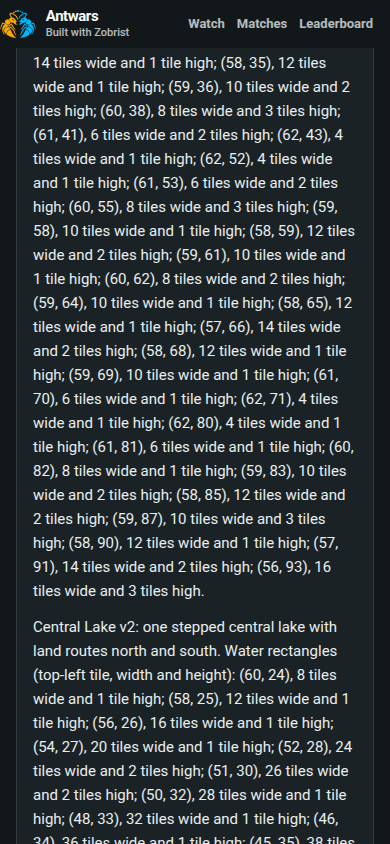 Antwars
Built with Zobrist
Watch Matches Leaderboard
14 tiles wide and 1 tile high; (58, 35), 12 tiles
wide and 1 tile high; (59, 36), 10 tiles wide and 2
tiles high; (60, 38), 8 tiles wide and 3 tiles high;
(61, 41), 6 tiles wide and 2 tiles high; (62, 43), 4
tiles wide and 1 tile high; (62, 52), 4 tiles wide
and 1 tile high; (61, 53), 6 tiles wide and 2 tiles
high; (60, 55), 8 tiles wide and 3 tiles high; (59,
58), 10 tiles wide and 1 tile high; (58, 59), 12 tiles
wide and 2 tiles high; (59, 61), 10 tiles wide and
1 tile high; (60, 62), 8 tiles wide and 2 tiles high;
(59, 64), 10 tiles wide and 1 tile high; (58, 65), 12
tiles wide and 1 tile high; (57, 66), 14 tiles wide
and 2 tiles high; (58, 68), 12 tiles wide and 1 tile
high; (59, 69), 10 tiles wide and 1 tile high; (61,
70), 6 tiles wide and 1 tile high; (62, 71), 4 tiles
wide and 1 tile high; (62, 80), 4 tiles wide and 1
tile high; (61, 81), 6 tiles wide and 1 tile high; (60,
82), 8 tiles wide and 1 tile high; (59, 83), 10 tiles
wide and 2 tiles high; (58, 85), 12 tiles wide and
2 tiles high; (59, 87), 10 tiles wide and 3 tiles
high; (58, 90), 12 tiles wide and 1 tile high; (57,
91), 14 tiles wide and 2 tiles high; (56, 93), 16
tiles wide and 3 tiles high.
Central Lake v2: one stepped central lake with
land routes north and south. Water rectangles
(top-left tile, width and height): (60, 24), 8 tiles
wide and 1 tile high; (58, 25), 12 tiles wide and 1
tile high; (56, 26), 16 tiles wide and 1 tile high;
(54, 27), 20 tiles wide and 1 tile high; (52, 28), 24
tiles wide and 2 tiles high; (51, 30), 26 tiles wide
and 2 tiles high; (50, 32), 28 tiles wide and 1 tile
high; (48, 33), 32 tiles wide and 1 tile high; (46,
34), 36 tiles wide and 1 tile high; (45, 35), 38 tiles